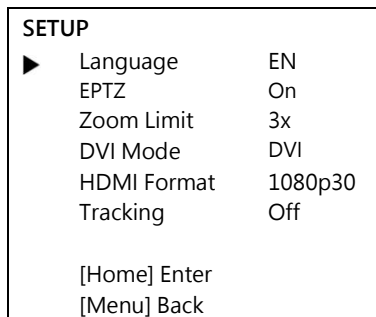 SETUP
Language EN
EPTZ On
Zoom Limit 3x
DVI Mode DVI
HDMI Format 1080p30
Tracking Off
[Home] Enter
[Menu] Back